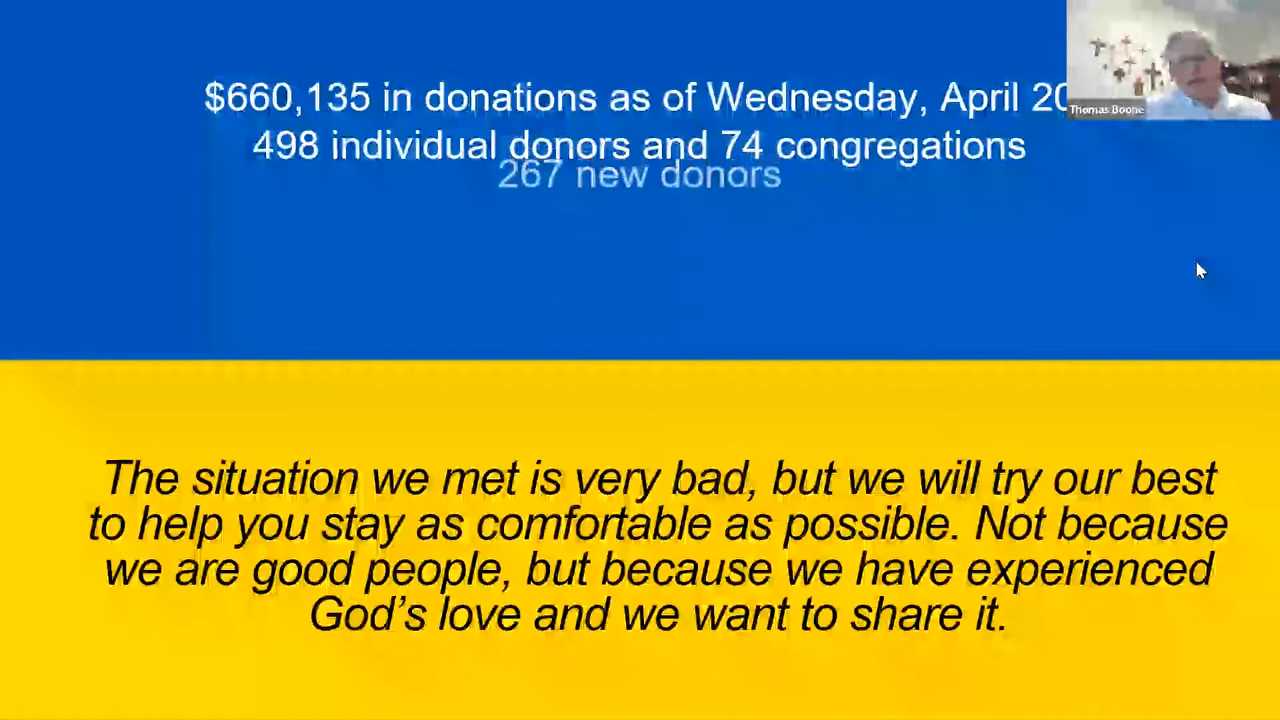 $660,135 in donations as of Wednesday, April 20
Thomas Boone
498 individual donors and 74 congregations
267 new donors
The situation we met is very bad, but we will try our best
to help you stay as comfortable as possible. Not because
we are good people, but because we have experienced
God’s love and we want to share it.